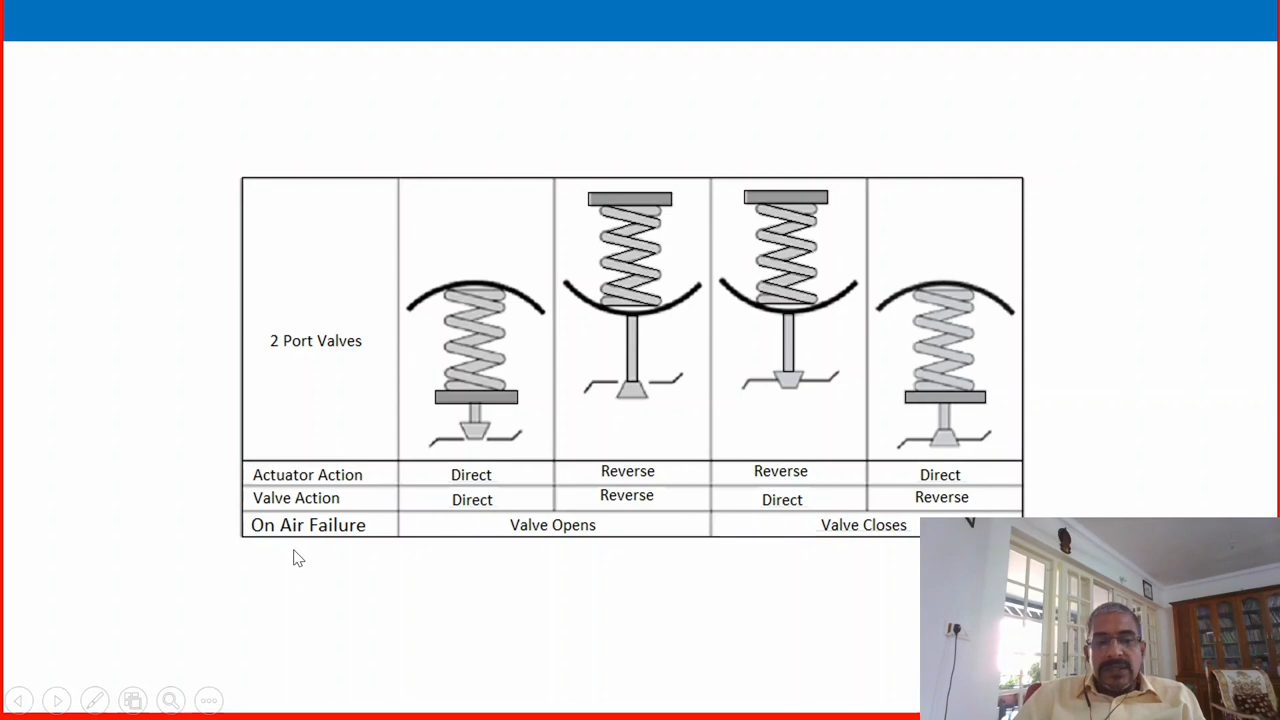 2 Port Valves
Actuator Action Direct Reverse Reverse Direct
Valve Action Direct Reverse Direct Reverse
On Air Failure Valve Opens Valve Closes